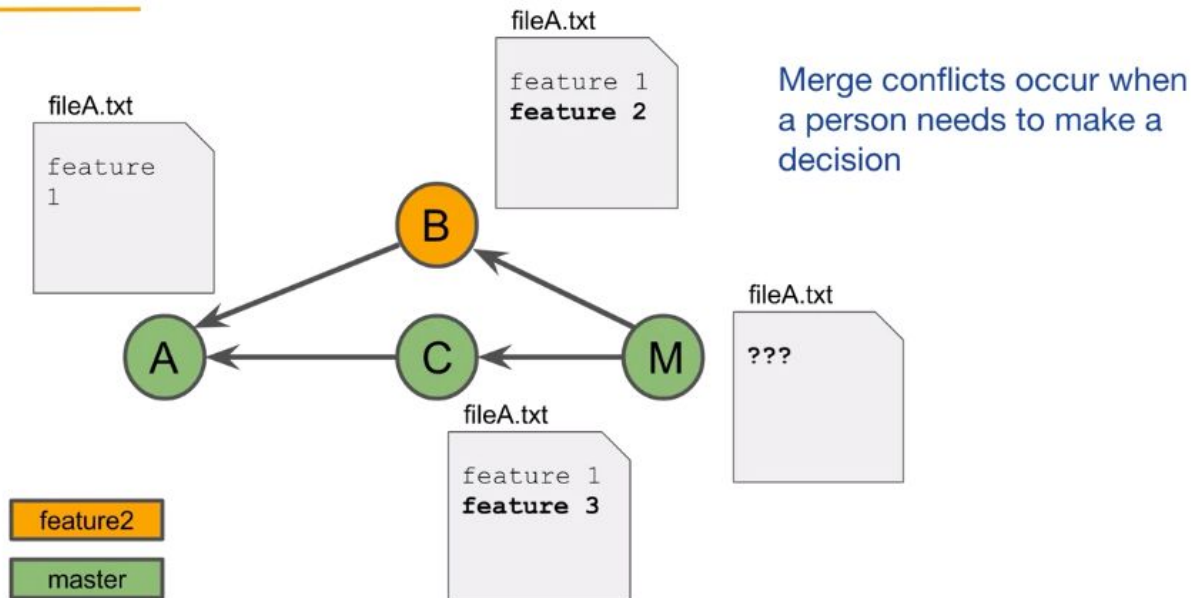 fileA.txt
feature 1
feature 2
Merge conflicts occur when
a person needs to make a
decision
fileA.txt
feature
1
B
fileA.txt
???
A
C
M
fileA.txt
feature 1
feature 3
feature2
master